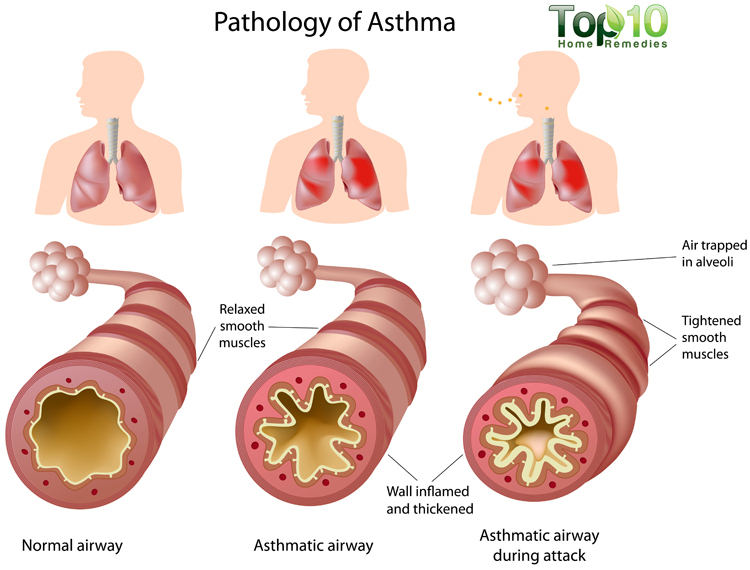 Pathology of Asthma
Top10
Home Remedies
Air trapped
in alveoli
Relaxed
smooth
muscles
Tightened
smooth
muscles
Wall inflamed
and thickened
Normal airway
Asthmatic airway
Asthmatic airway
during attack